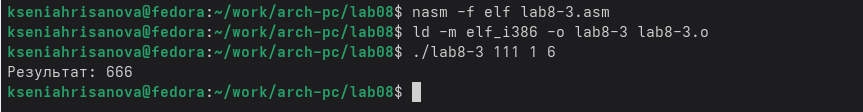 kseniahrisanova@fedora:~/work/arch-pc/lab08$ nasm -f elf lab8-3.asm
kseniahrisanova@fedora:~/work/arch-pc/lab08$ ld -m elf_i386 -o lab8-3 lab8-3.o
kseniahrisanova@fedora:~/work/arch-pc/lab08$ ./lab8-3 111 1 6
Результат: 666
kseniahrisanova@fedora:~/work/arch-pc/lab08$